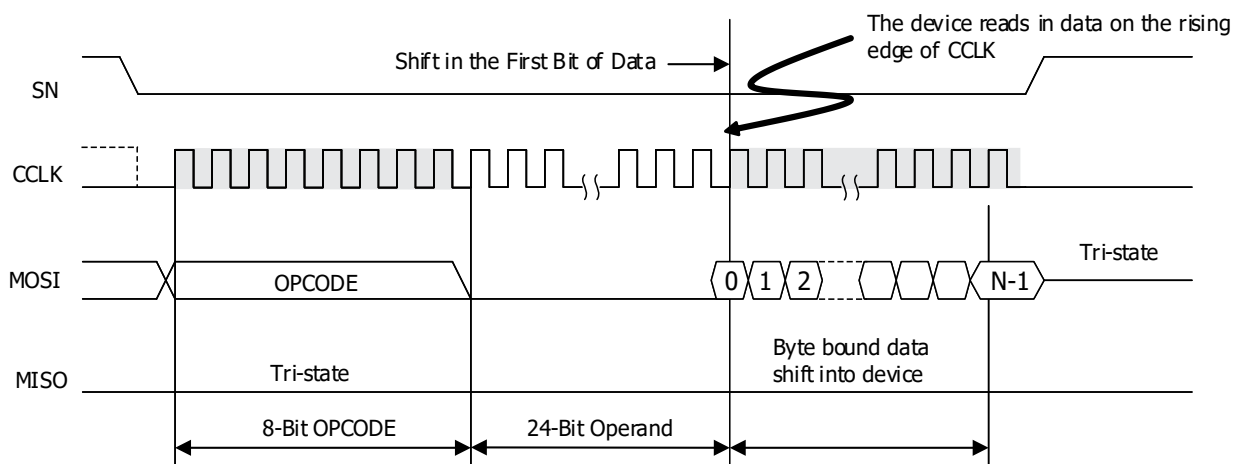 The device reads in data on the rising
edge of CCLK
Shift in the First Bit of Data
SN
CCLK
MOSI
OPCODE
0
1
2
N-1
Tri-state
MISO
Tri-state
Byte bound data
shift into device
8-Bit OPCODE
24-Bit Operand